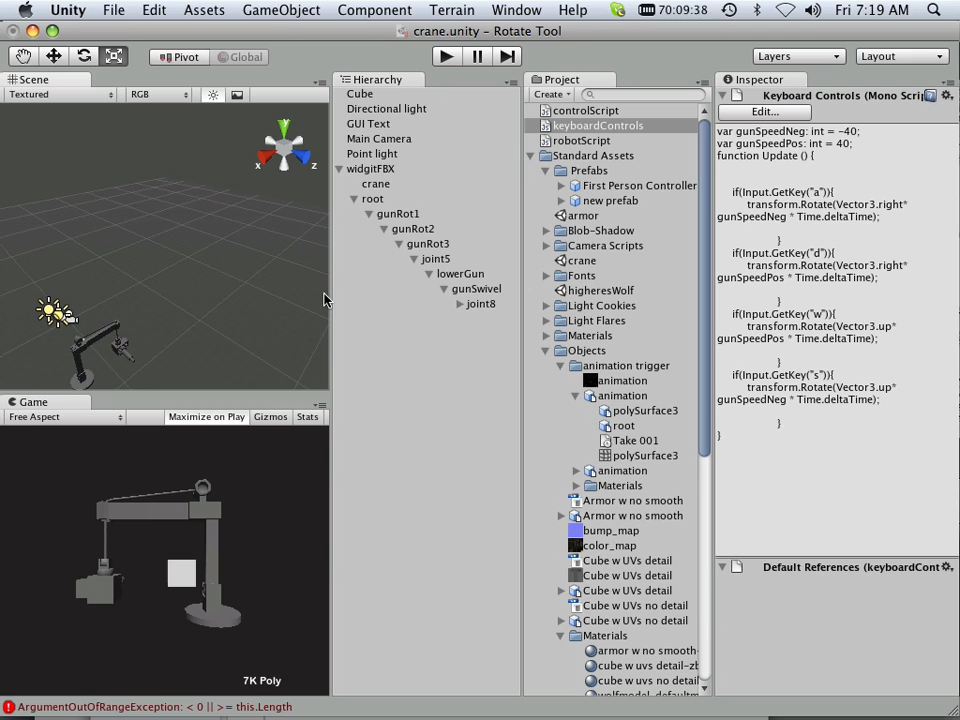 Unity File Edit Assets GameObject Component Terrain Window Help 70:09:38 Fri 7:19 AM
crane.unity - Rotate Tool
Pivot Global Layers Layout
Scene
Textured RGB
y
x
z
Game
Free Aspect Maximize on Play Gizmos Stats
7K Poly
Hierarchy
Cube
Directional light
GUI Text
Main Camera
Point light
widgitFBX
crane
root
gunRot1
gunRot2
gunRot3
joint5
lowerGun
gunSwivel
joint8
Project
Create
controlScript
keyboardControls
robotScript
Standard Assets
Prefabs
First Person Controller
new prefab
armor
Blob-Shadow
Camera Scripts
crane
Fonts
higheresWolf
Light Cookies
Light Flares
Materials
Objects
animation trigger
animation
animation
polySurface3
root
Take 001
polySurface3
animation
Materials
Armor w no smooth
Armor w no smooth
bump_map
color_map
Cube w UVs detail
Cube w UVs detail
Cube w UVs detail
Cube w UVs no detail
Cube w UVs no detail
Materials
armor w no smooth-
cube w uvs detail-zb
cube w uvs no detail
Inspector
Keyboard Controls (Mono Scrip
Edit...
var gunSpeedNeg: int = -40;
var gunSpeedPos: int = 40;
function Update () {
if(Input.GetKey("a")){
transform.Rotate(Vector3.right*
gunSpeedNeg * Time.deltaTime);
}
if(Input.GetKey("d")){
transform.Rotate(Vector3.right*
gunSpeedPos * Time.deltaTime);
}
if(Input.GetKey("w")){
transform.Rotate(Vector3.up*
gunSpeedPos * Time.deltaTime);
}
if(Input.GetKey("s")){
transform.Rotate(Vector3.up*
gunSpeedNeg * Time.deltaTime);
}
}
Default References (keyboardCont
ArgumentOutOfRangeException: < 0 || >= this.Length